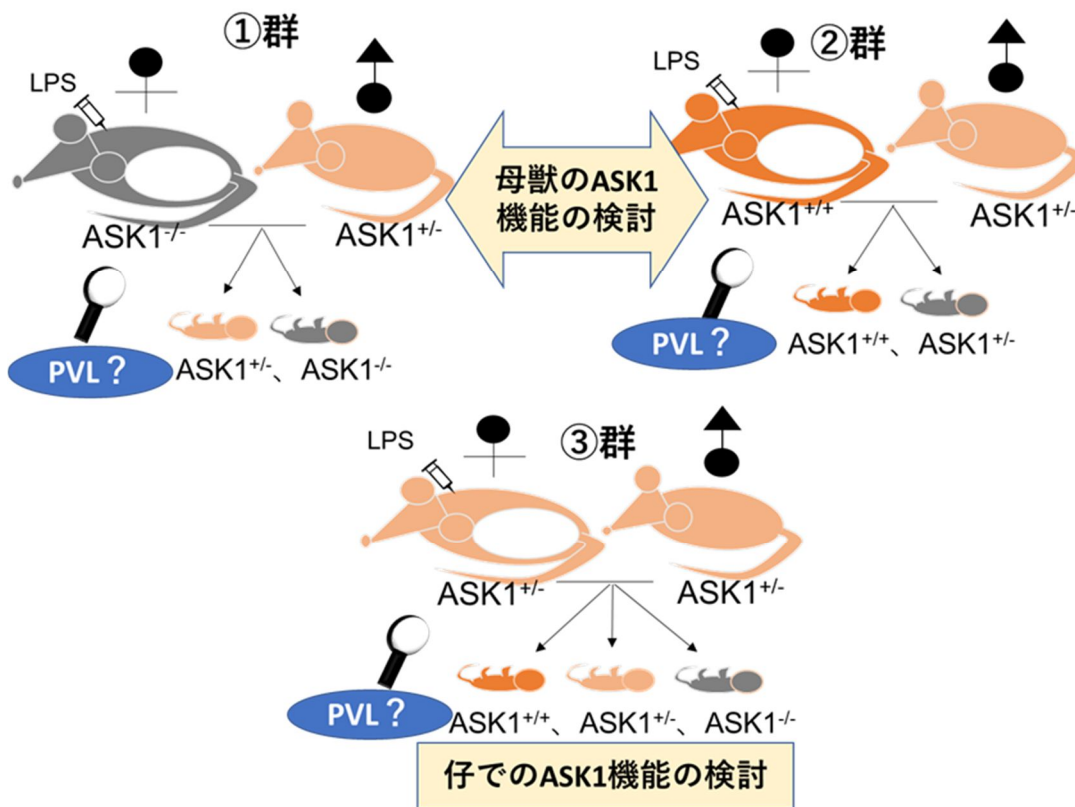 ①群
LPS
ASK1-/-
ASK1+/-
PVL？
ASK1+/-、ASK1-/-
母獣のASK1
機能の検討
②群
LPS
ASK1+/+
ASK1+/-
PVL？
ASK1+/+、ASK1+/-
③群
LPS
ASK1+/-
ASK1+/-
PVL？
ASK1+/+、ASK1+/-、ASK1-/-
仔でのASK1機能の検討